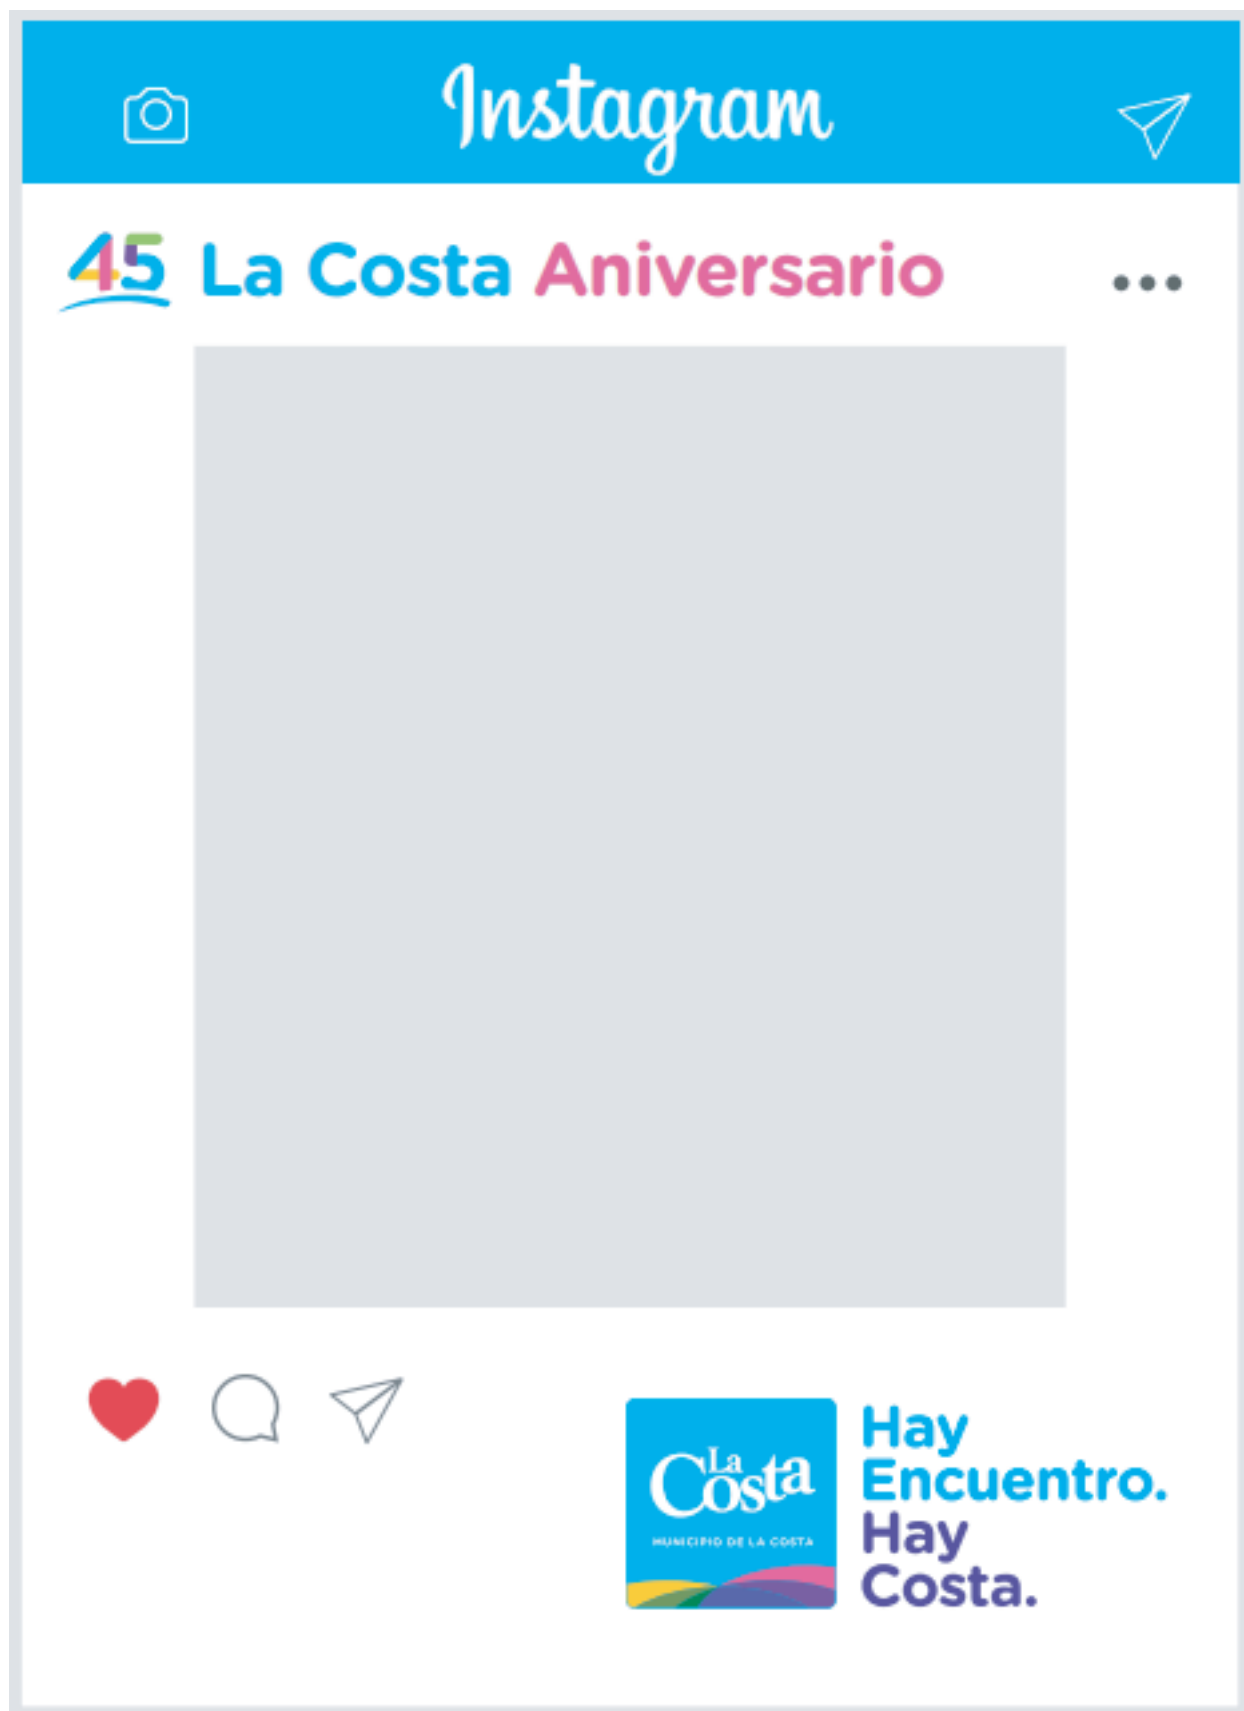 Instagram
45 La Costa Aniversario
La
Costa
MUNICIPIO DE LA COSTA
Hay
Encuentro.
Hay
Costa.